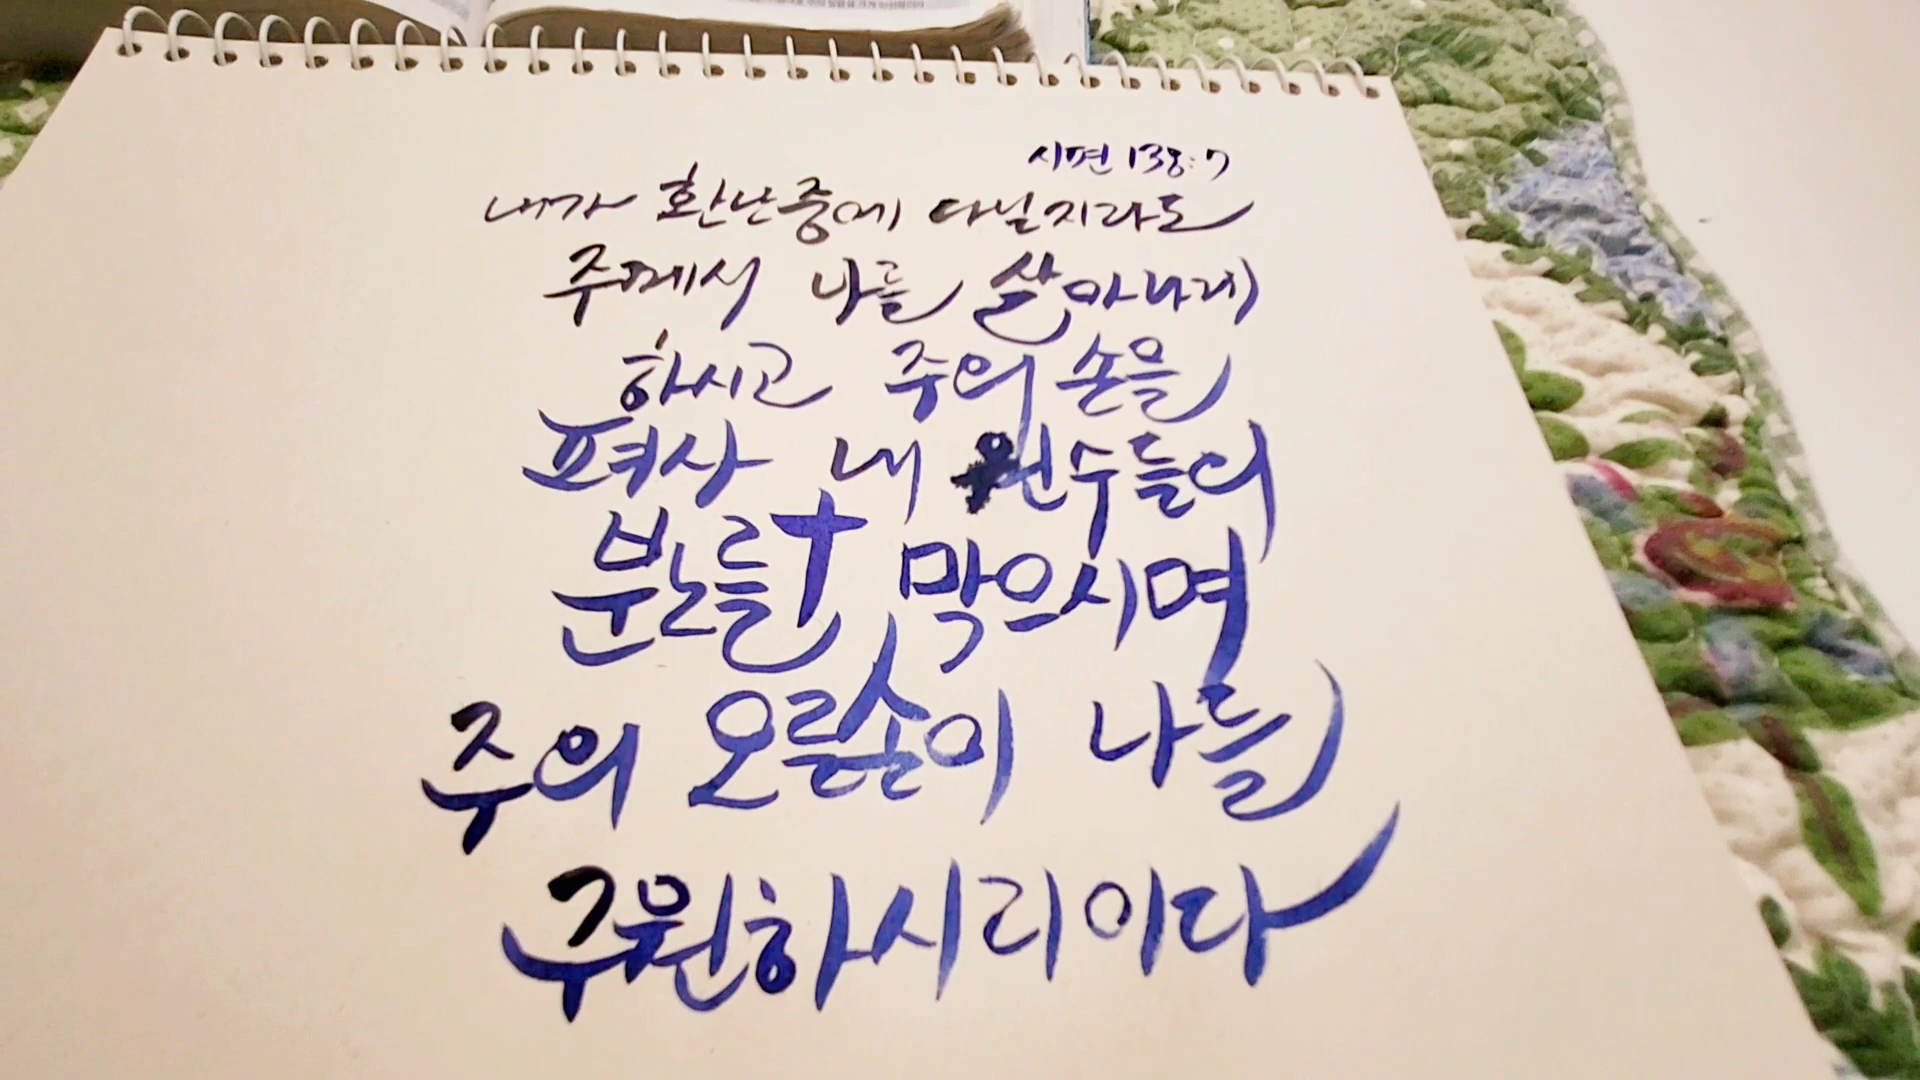 시편 138:7
내가 환난중에 다닐지라도
주께서 나를 살아나게
하시고 주의 손을
펴사 내 원수들의
분노를 막으시며
주의 오른손이 나를
구원하시리이다